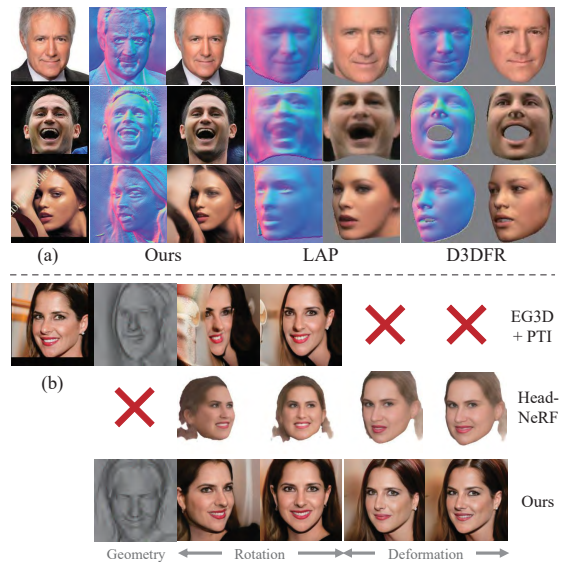 (a)
Ours
LAP
D3DFR
EG3D
+ PTI
(b)
Head-
NeRF
Ours
Geometry
Rotation
Deformation